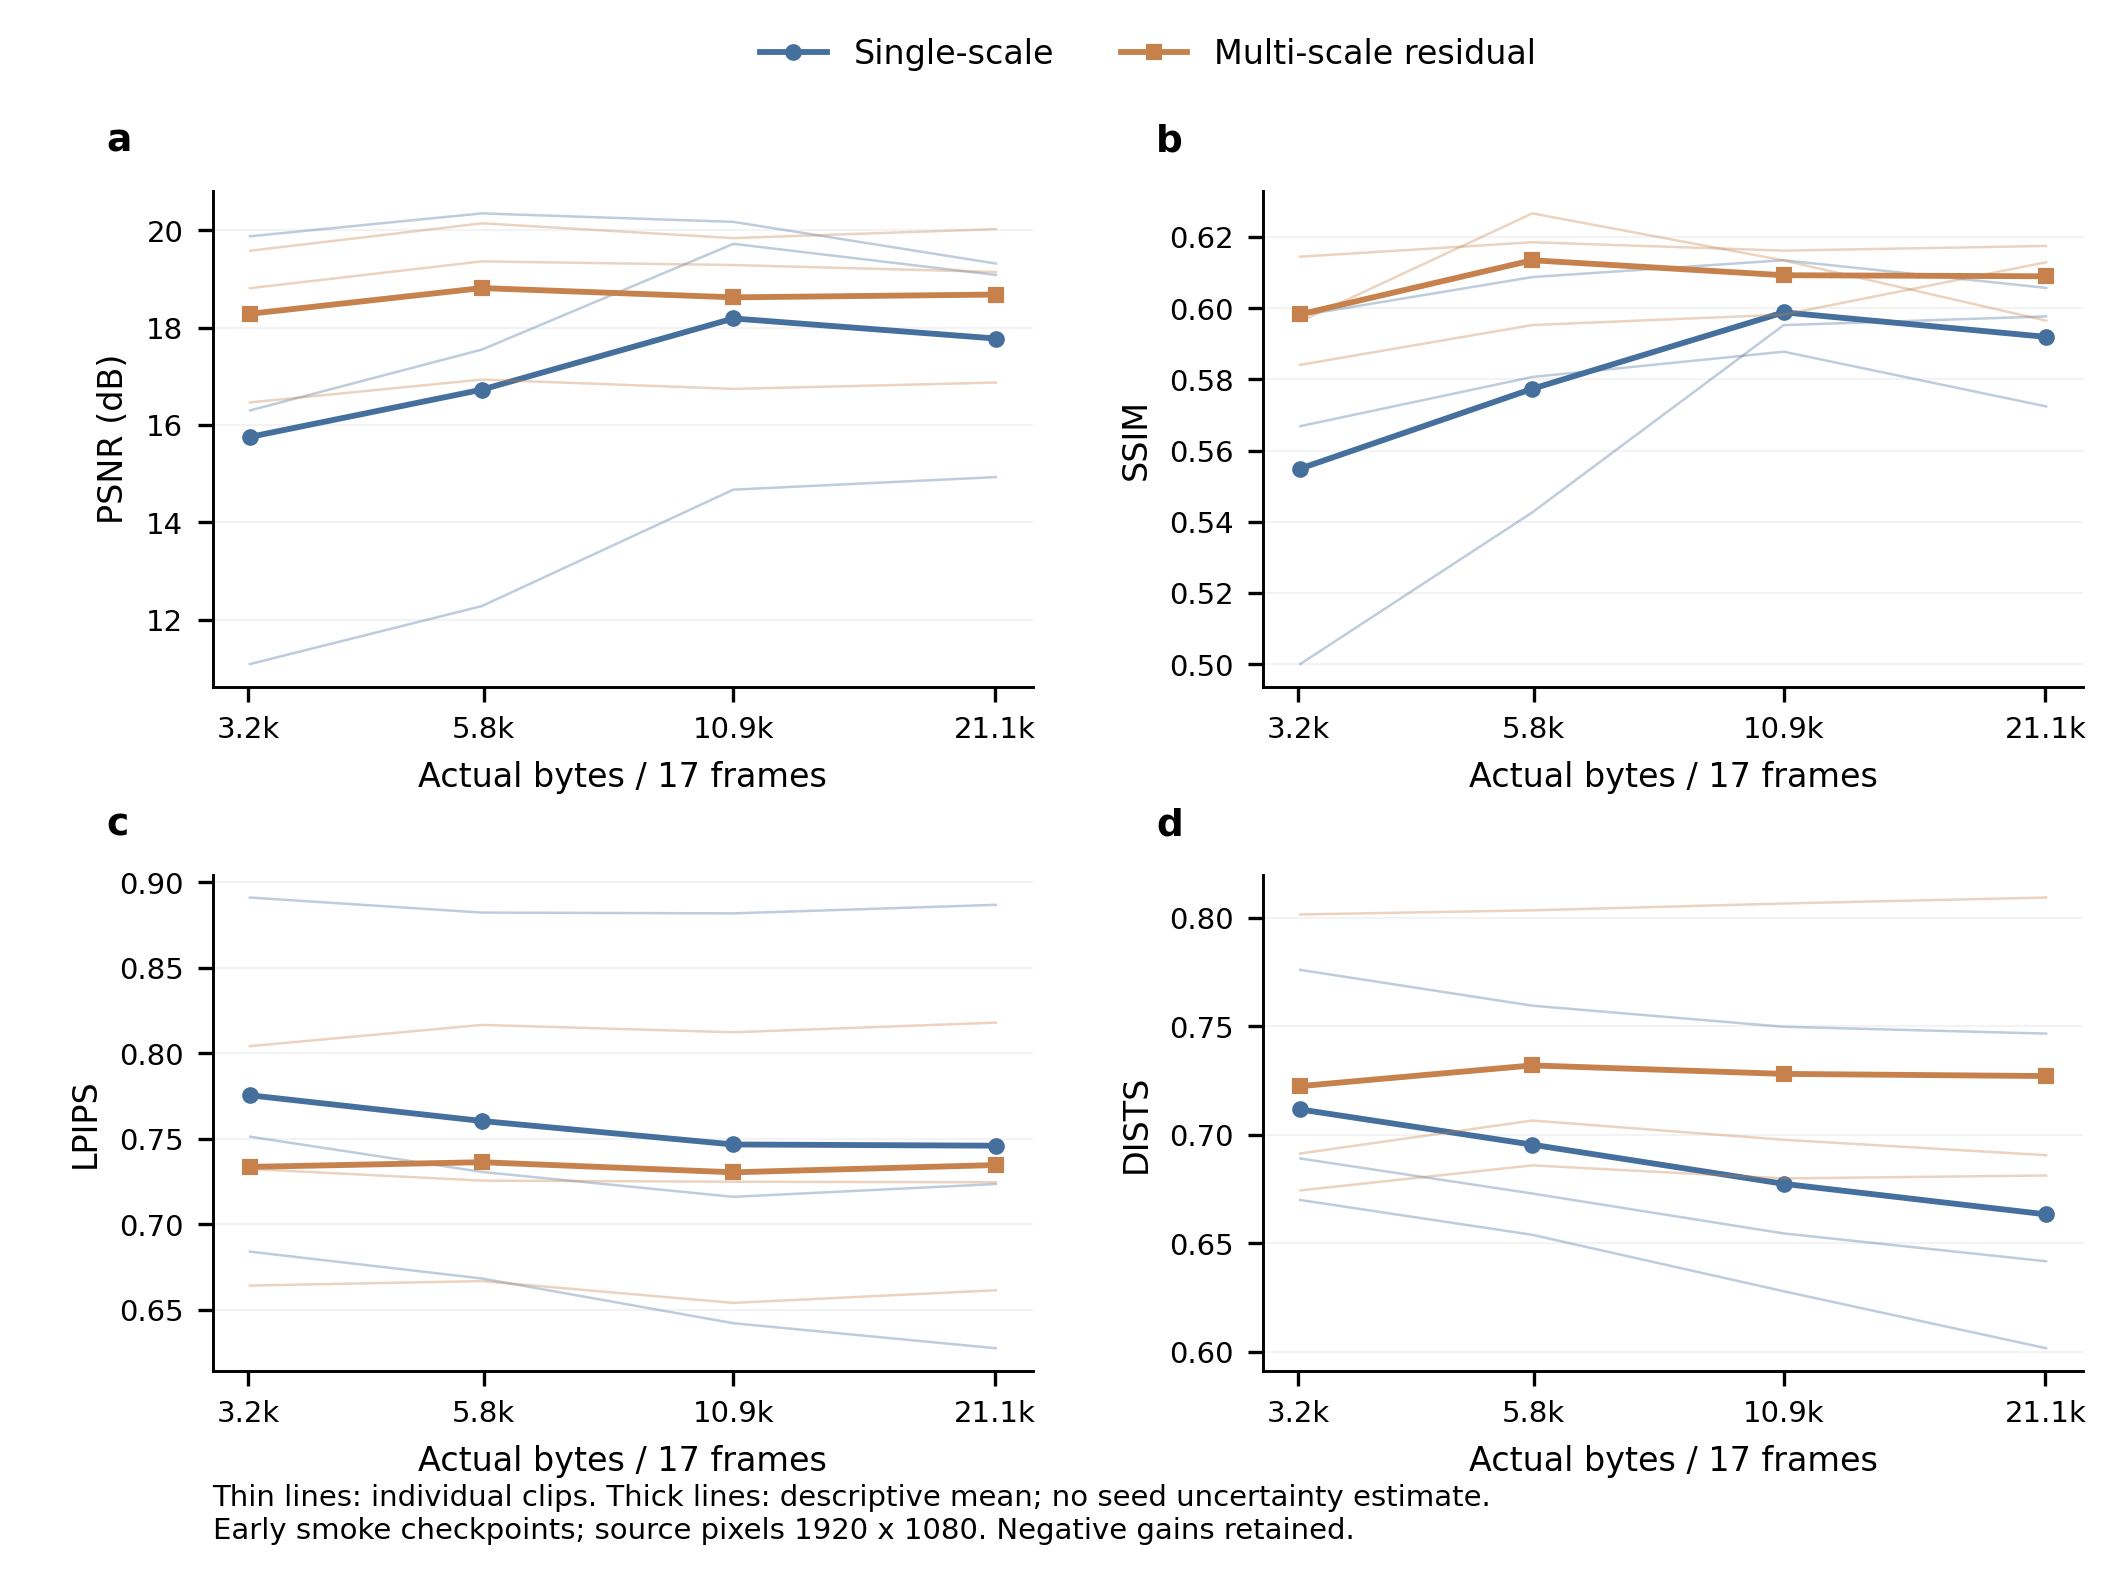 Single-scale
Multi-scale residual
a
20
18
16
14
12
PSNR (dB)
3.2k 5.8k 10.9k 21.1k
Actual bytes / 17 frames
b
0.62
0.60
0.58
0.56
0.54
0.52
0.50
SSIM
3.2k 5.8k 10.9k 21.1k
Actual bytes / 17 frames
c
0.90
0.85
0.80
0.75
0.70
0.65
LPIPS
3.2k 5.8k 10.9k 21.1k
Actual bytes / 17 frames
d
0.80
0.75
0.70
0.65
0.60
DISTS
3.2k 5.8k 10.9k 21.1k
Actual bytes / 17 frames
Thin lines: individual clips. Thick lines: descriptive mean; no seed uncertainty estimate.
Early smoke checkpoints; source pixels 1920 x 1080. Negative gains retained.